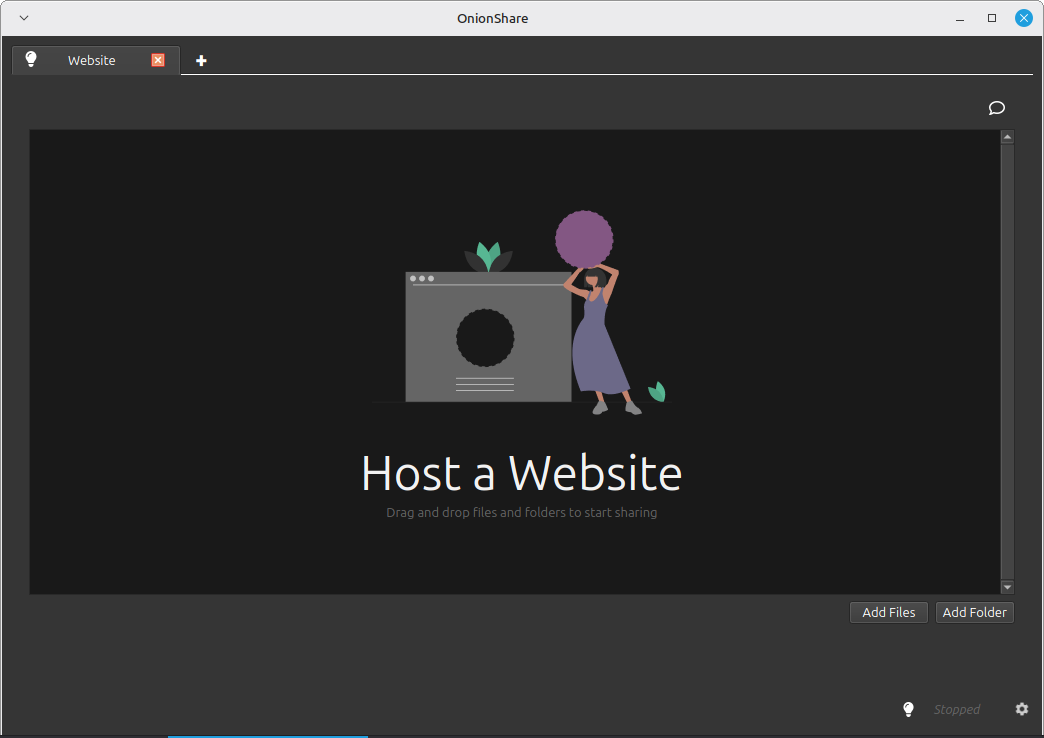 OnionShare
Website
Host a Website
Drag and drop files and folders to start sharing
Add Files
Add Folder
Stopped